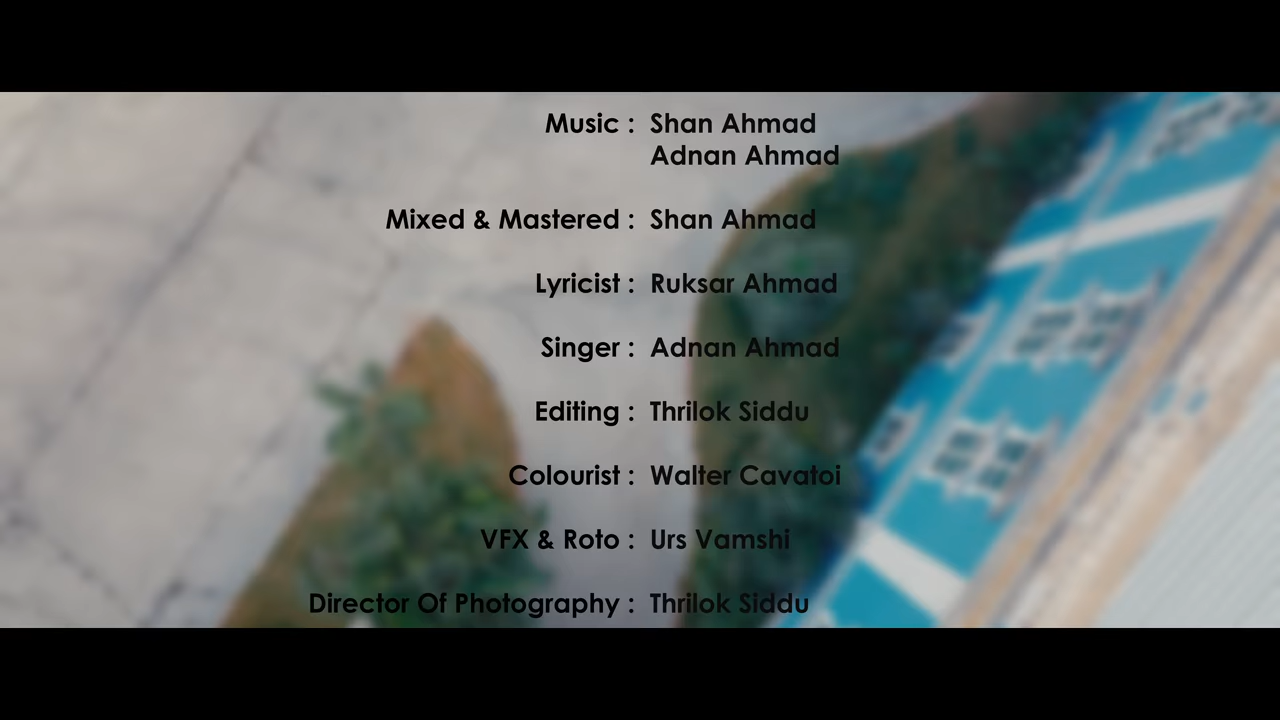 Music : Shan Ahmad
Adnan Ahmad
Mixed & Mastered : Shan Ahmad
Lyricist : Ruksar Ahmad
Singer : Adnan Ahmad
Editing : Thrilok Siddu
Colourist : Walter Cavatoi
VFX & Roto : Urs Vamshi
Director Of Photography : Thrilok Siddu